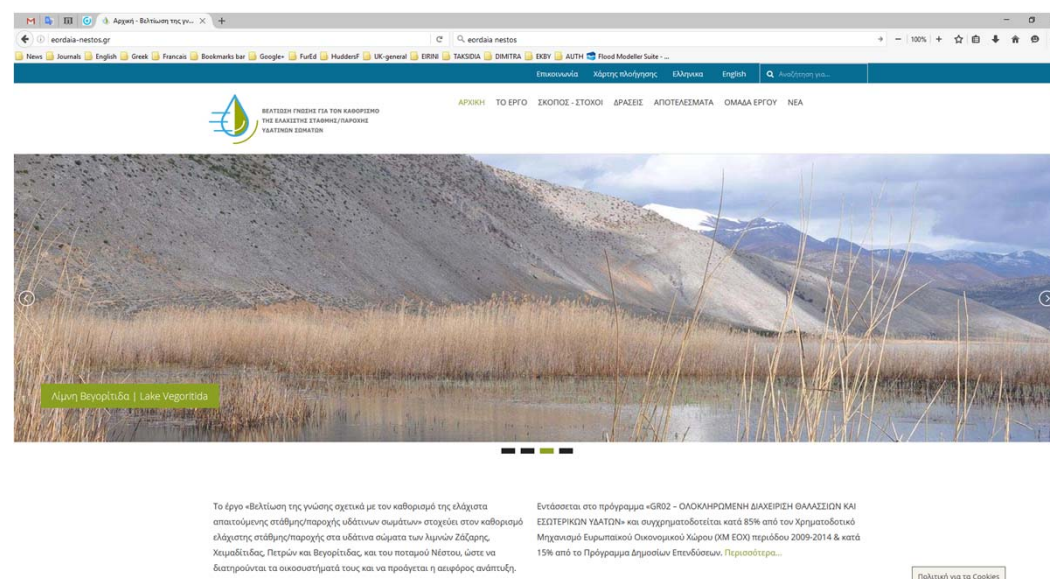 Αρχική - Βελτίωση της γν...
eordaia-nestos.gr
eordaia nestos
100%
News Journals English Greek Francais Bookmarks bar Google+ FurEd HuddersF UK-general EIRINI TAKSIDIA DIMITRA EKBY AUTH Flood Modeller Suite - ...
Επικοινωνία Χάρτης πλοήγησης Ελληνικα English Αναζήτηση για...
ΑΡΧΙΚΗ ΤΟ ΕΡΓΟ ΣΚΟΠΟΣ - ΣΤΟΧΟΙ ΔΡΑΣΕΙΣ ΑΠΟΤΕΛΕΣΜΑΤΑ ΟΜΑΔΑ ΕΡΓΟΥ ΝΕΑ
ΒΕΛΤΙΩΣΗ ΓΝΩΣΗΣ ΓΙΑ ΤΟΝ ΚΑΘΟΡΙΣΜΟ
ΤΗΣ ΕΛΑΧΙΣΤΗΣ ΣΤΑΘΜΗΣ/ΠΑΡΟΧΗΣ
ΥΔΑΤΙΝΩΝ ΣΩΜΑΤΩΝ
Λίμνη Βεγορίτιδα | Lake Vegoritida
Το έργο «Βελτίωση της γνώσης σχετικά με τον καθορισμό της ελάχιστα
απαιτούμενης στάθμης/παροχής υδάτινων σωμάτων» στοχεύει στον καθορισμό
ελάχιστης στάθμης/παροχής στα υδάτινα σώματα των λιμνών Ζάζαρης,
Χειμαδίτιδας, Πετρών και Βεγορίτιδας, και του ποταμού Νέστου, ώστε να
διατηρούνται τα οικοσυστήματά τους και να προάγεται η αειφόρος ανάπτυξη.
Εντάσσεται στο πρόγραμμα «GR02 – ΟΛΟΚΛΗΡΩΜΕΝΗ ΔΙΑΧΕΙΡΙΣΗ ΘΑΛΑΣΣΙΩΝ ΚΑΙ
ΕΣΩΤΕΡΙΚΩΝ ΥΔΑΤΩΝ» και συγχρηματοδοτείται κατά 85% από τον Χρηματοδοτικό
Μηχανισμό Ευρωπαϊκού Οικονομικού Χώρου (ΧΜ ΕΟΧ) περιόδου 2009-2014 & κατά
15% από το Πρόγραμμα Δημοσίων Επενδύσεων. Περισσότερα...
Πολιτική για τα Cookies